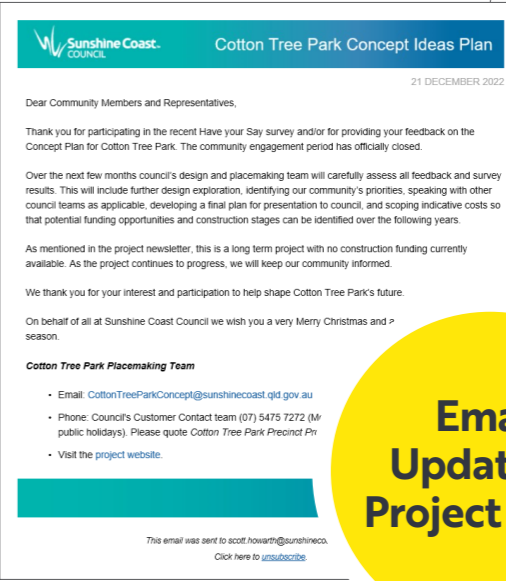 Sunshine Coast.
COUNCIL
Cotton Tree Park Concept Ideas Plan
21 DECEMBER 2022
Dear Community Members and Representatives,
Thank you for participating in the recent Have your Say survey and/or for providing your feedback on the
Concept Plan for Cotton Tree Park. The community engagement period has officially closed.
Over the next few months council's design and placemaking team will carefully assess all feedback and survey
results. This will include further design exploration, identifying our community's priorities, speaking with other
council teams as applicable, developing a final plan for presentation to council, and scoping indicative costs so
that potential funding opportunities and construction stages can be identified over the following years.
As mentioned in the project newsletter, this is a long term project with no construction funding currently
available. As the project continues to progress, we will keep our community informed.
We thank you for your interest and participation to help shape Cotton Tree Park's future.
On behalf of all at Sunshine Coast Council we wish you a very Merry Christmas and
season.
Cotton Tree Park Placemaking Team
• Email: CottonTreeParkConcept@sunshinecoast.qld.gov.au
• Phone: Council's Customer Contact team (07) 5475 7272
public holidays). Please quote Cotton Tree Park Precinct
• Visit the project website.
Ema
Updat
Project
This email was sent to scott.howarth@sunshineco
Click here to unsubscribe.